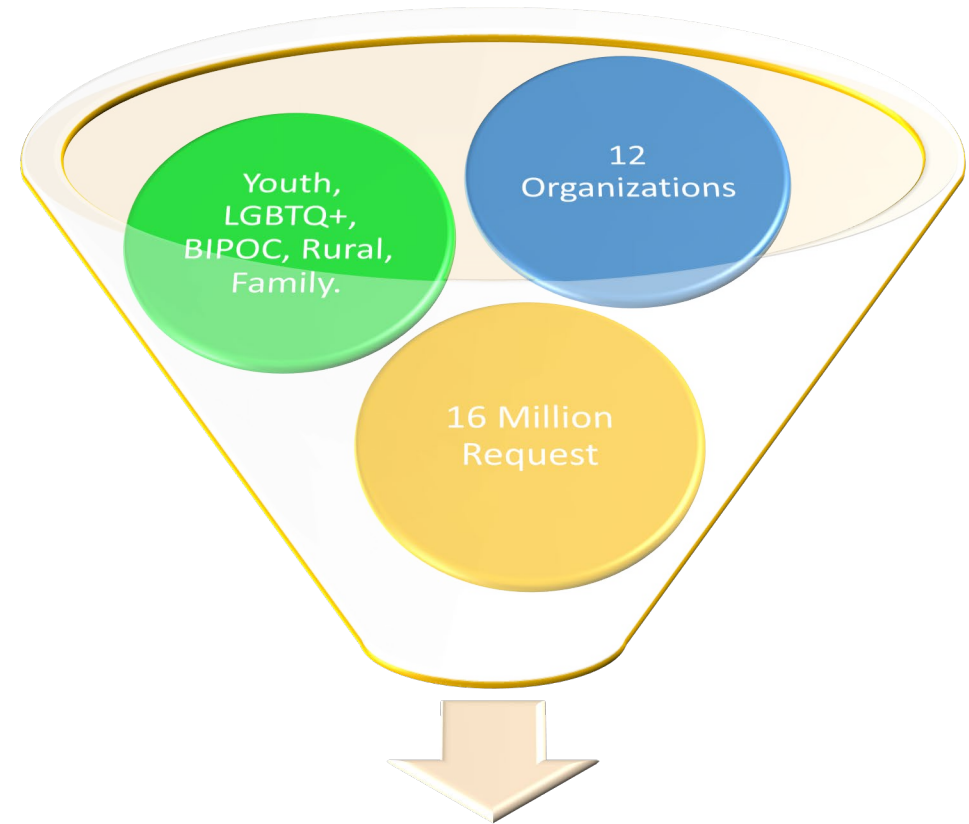 Youth,
LGBTQ+,
BIPOC, Rural,
Family.
12
Organizations
16 Million
Request